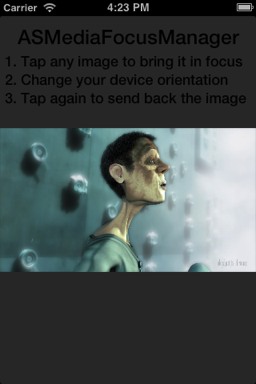 Carrier 4:23 PM
ASMediaFocusManager
1. Tap any image to bring it in focus
2. Change your device orientation
3. Tap again to send back the image